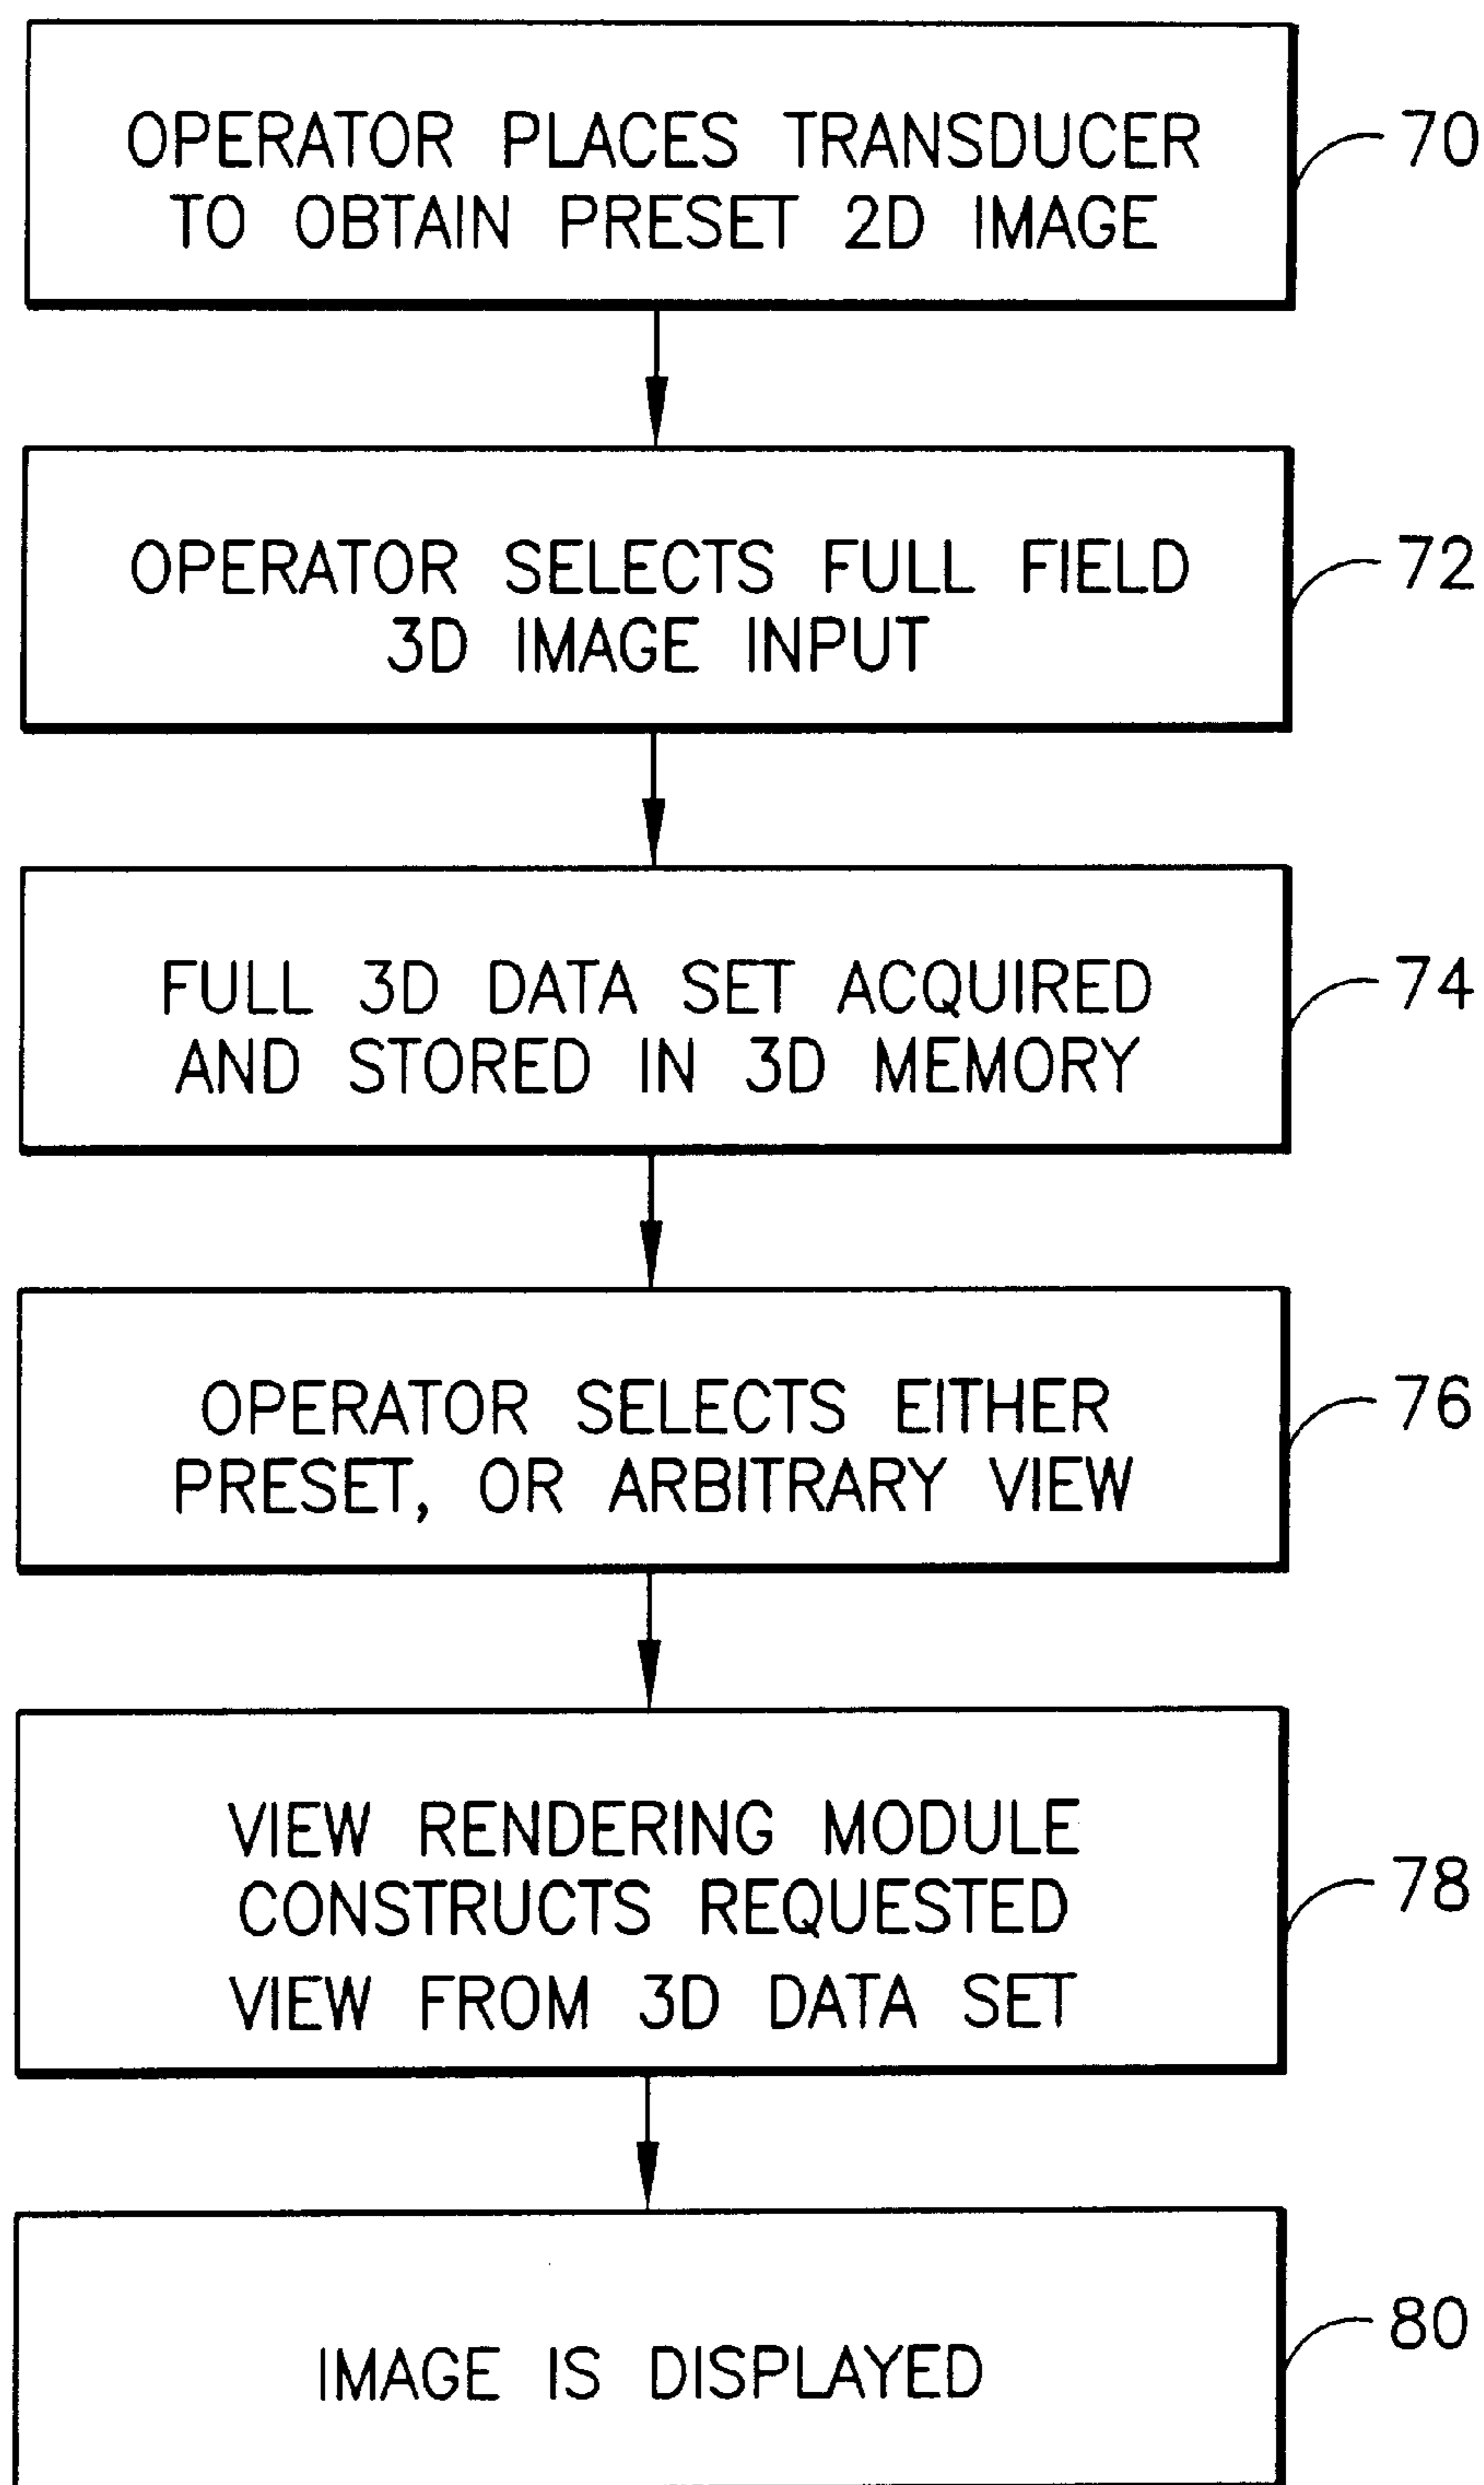 OPERATOR PLACES TRANSDUCER
TO OBTAIN PRESET 2D IMAGE
70
OPERATOR SELECTS FULL FIELD
3D IMAGE INPUT
72
FULL 3D DATA SET ACQUIRED
AND STORED IN 3D MEMORY
74
OPERATOR SELECTS EITHER
PRESET, OR ARBITRARY VIEW
76
VIEW RENDERING MODULE
CONSTRUCTS REQUESTED
VIEW FROM 3D DATA SET
78
IMAGE IS DISPLAYED
80